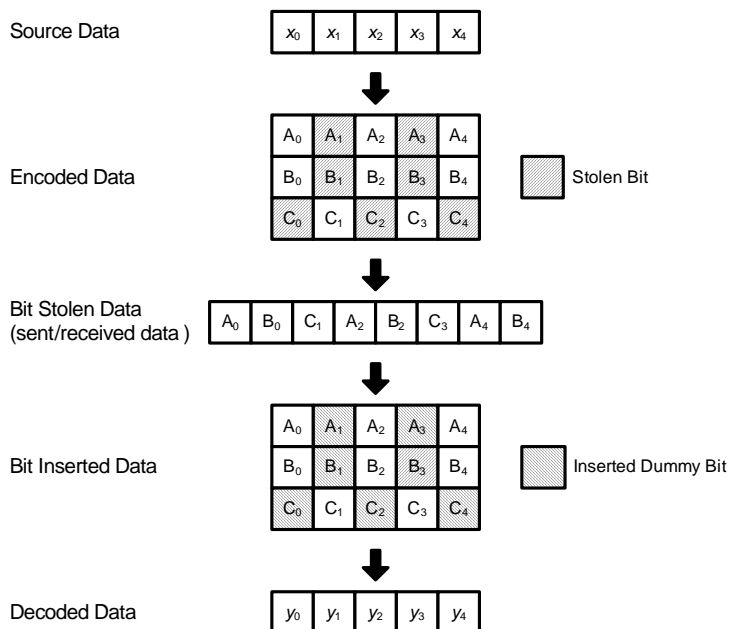 Source Data
x0 x1 x2 x3 x4
A0 A1 A2 A3 A4
Encoded Data
B0 B1 B2 B3 B4
Stolen Bit
C0 C1 C2 C3 C4
Bit Stolen Data
(sent/received data )
A0 B0 C1 A2 B2 C3 A4 B4
A0 A1 A2 A3 A4
Bit Inserted Data
B0 B1 B2 B3 B4
Inserted Dummy Bit
C0 C1 C2 C3 C4
Decoded Data
y0 y1 y2 y3 y4